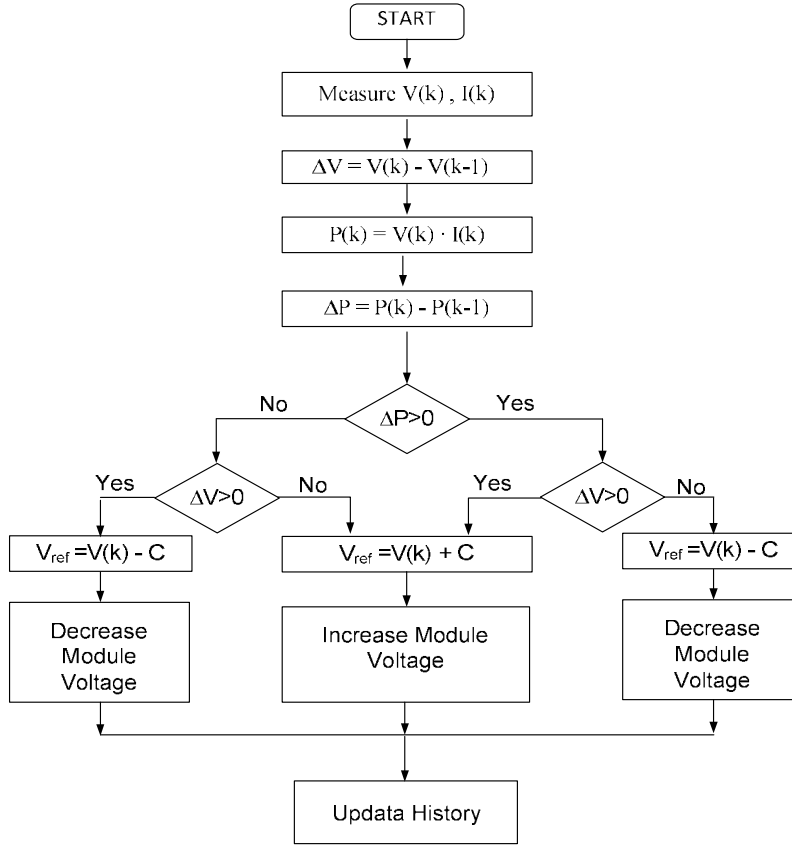 START
Measure V(k) , I(k)
ΔV = V(k) - V(k-1)
P(k) = V(k) · I(k)
ΔP = P(k) - P(k-1)
ΔP>0
No
Yes
ΔV>0
Yes
No
ΔV>0
Yes
No
Vref =V(k) - C
Vref =V(k) + C
Vref =V(k) - C
Decrease
Module
Voltage
Increase Module
Voltage
Decrease
Module
Voltage
Updata History